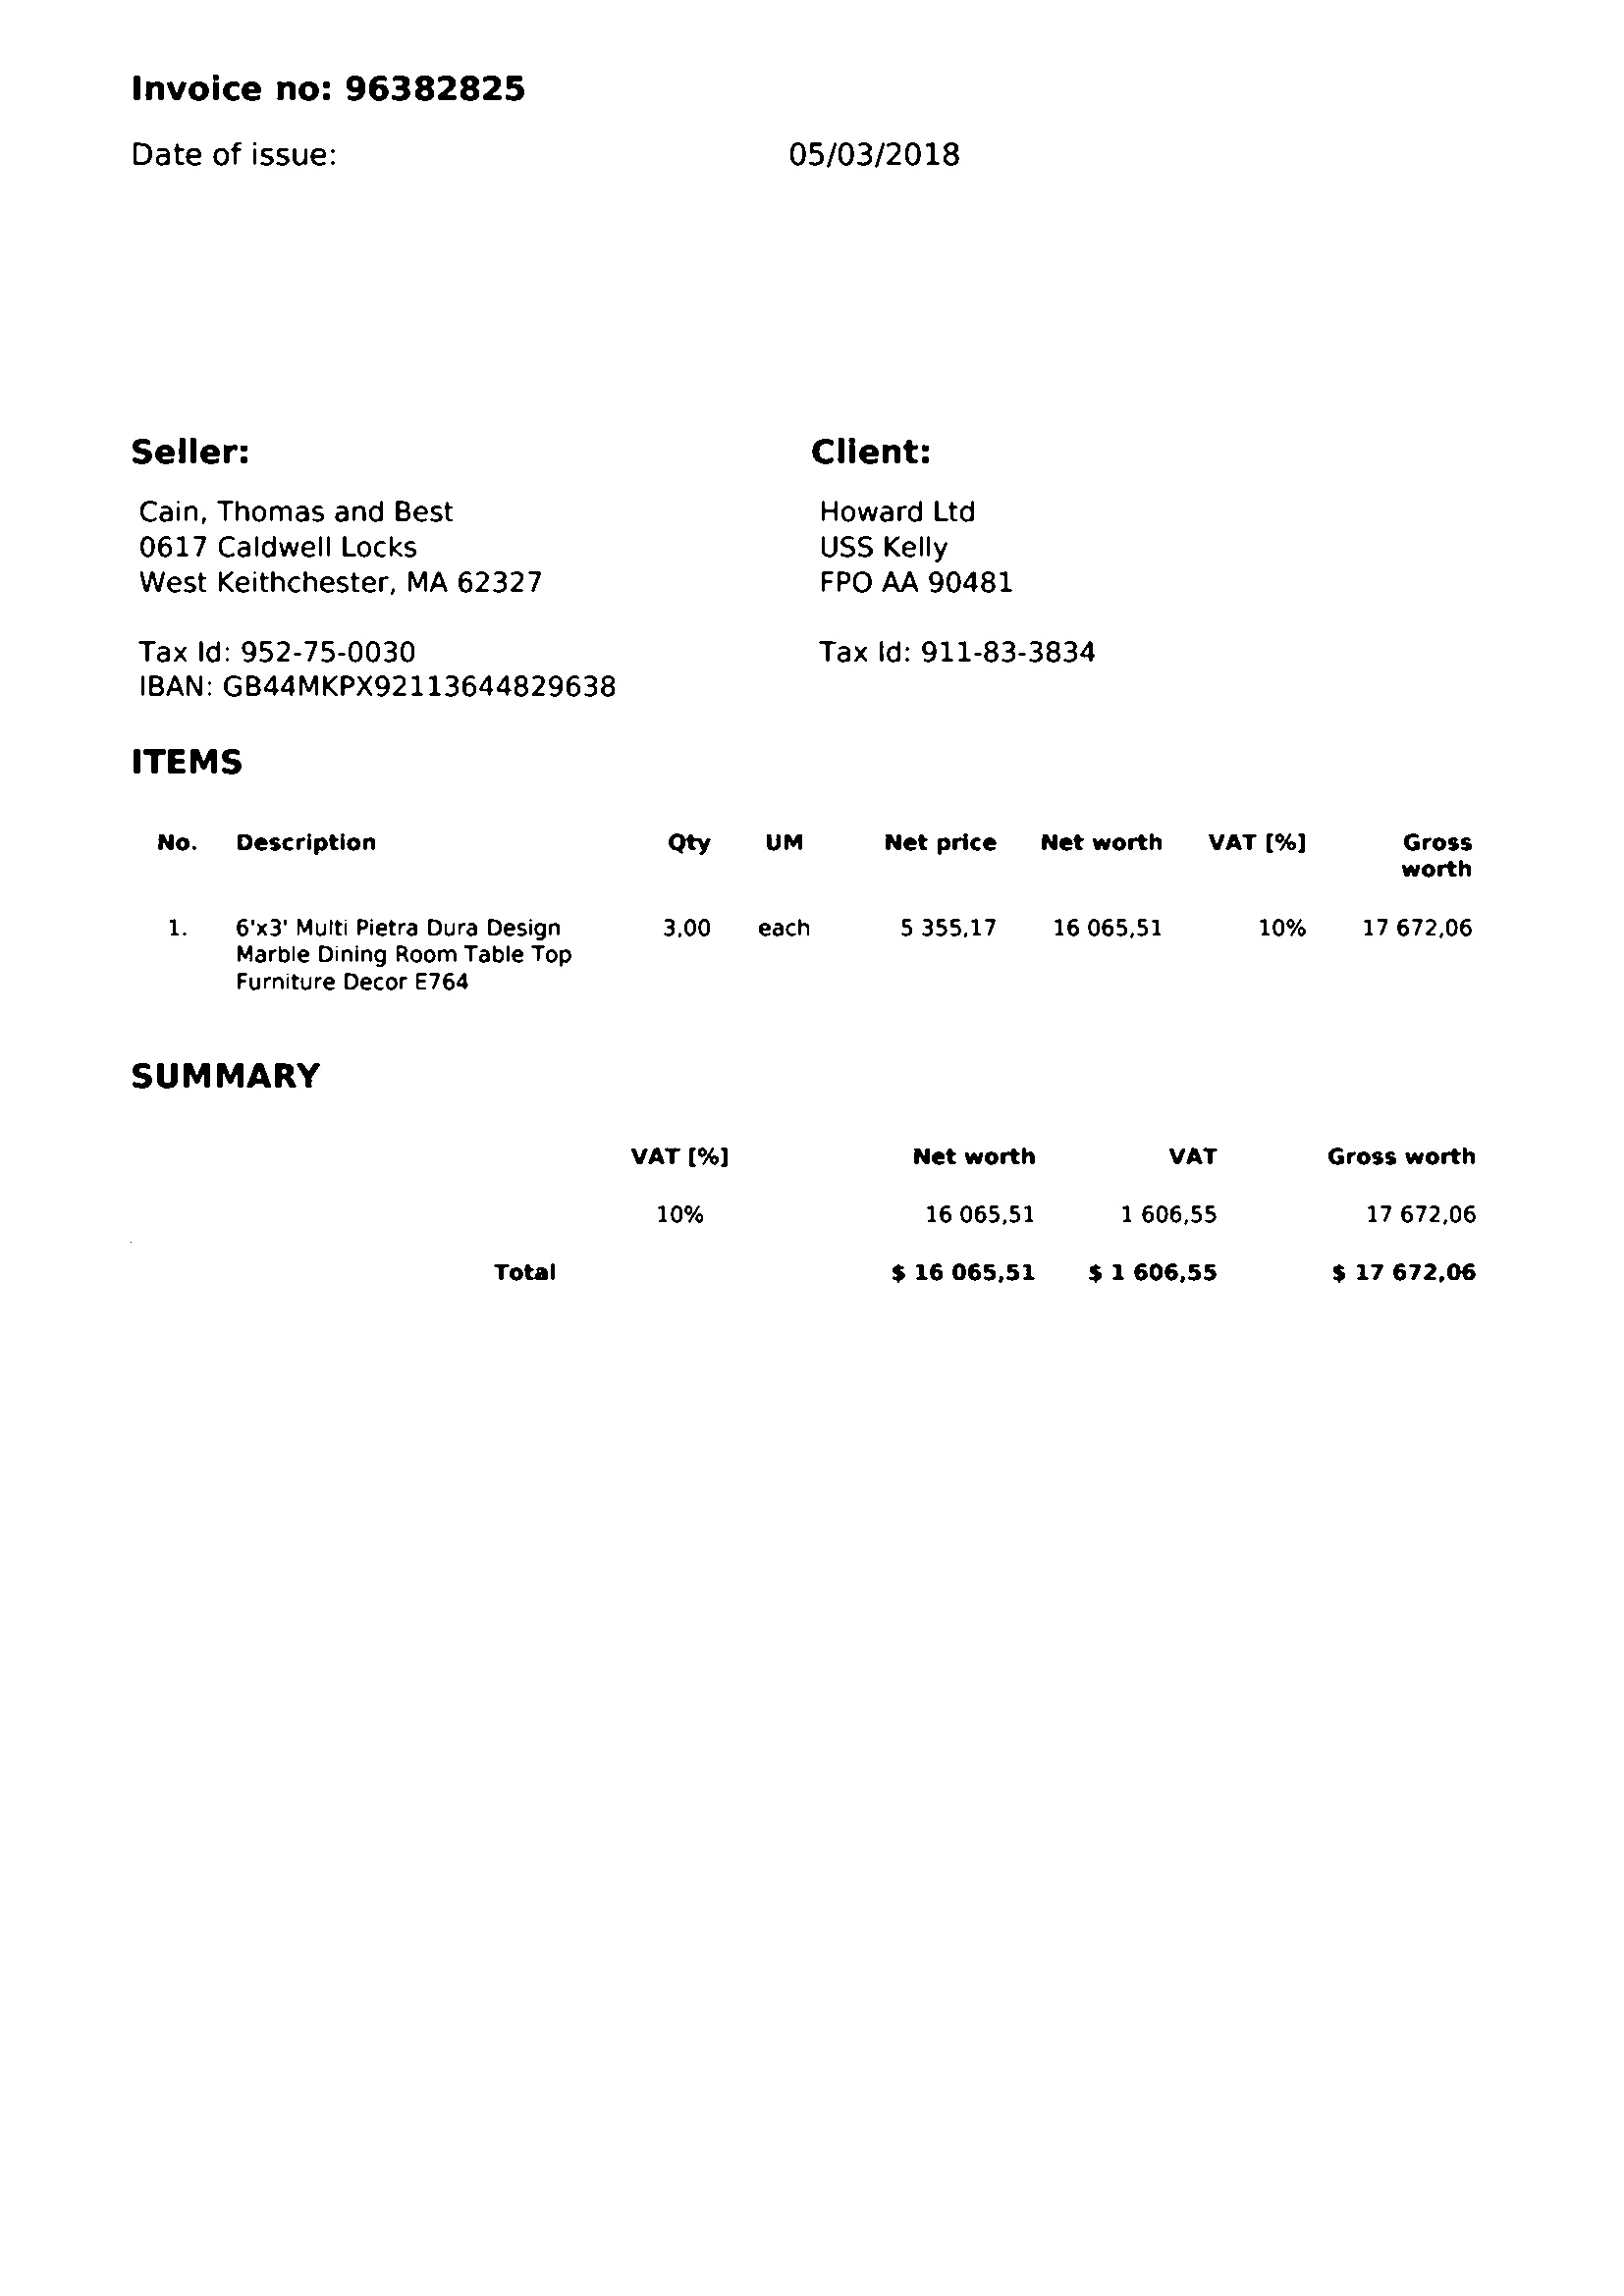 Invoice no: 96382825
Date of issue: 05/03/2018
Seller:
Cain, Thomas and Best
0617 Caldwell Locks
West Keithchester, MA 62327
Tax Id: 952-75-0030
IBAN: GB44MKPX92113644829638
Client:
Howard Ltd
USS Kelly
FPO AA 90481
Tax Id: 911-83-3834
ITEMS
No. Description Qty UM Net price Net worth VAT [%] Gross
worth
1. 6'x3' Multi Pietra Dura Design 3,00 each 5 355,17 16 065,51 10% 17 672,06
Marble Dining Room Table Top
Furniture Decor E764
SUMMARY
VAT [%] Net worth VAT Gross worth
10% 16 065,51 1 606,55 17 672,06
Total $ 16 065,51 $ 1 606,55 $ 17 672,06